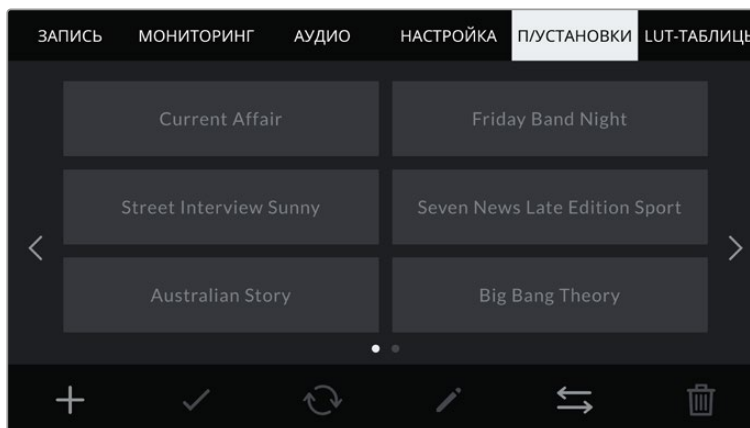 ЗАПИСЬ МОНИТОРИНГ АУДИО НАСТРОЙКА П/УСТАНОВКИ LUT-ТАБЛИЦЫ
Current Affair Friday Band Night
Street Interview Sunny Seven News Late Edition Sport
Australian Story Big Bang Theory